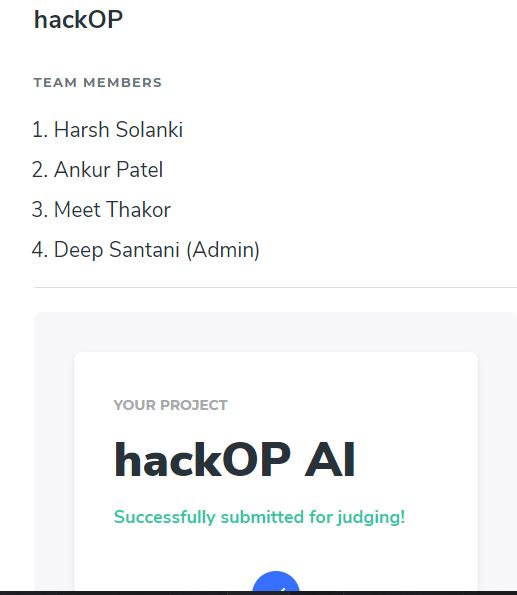 hackOP
TEAM MEMBERS
1. Harsh Solanki
2. Ankur Patel
3. Meet Thakor
4. Deep Santani (Admin)
YOUR PROJECT
hackOP AI
Successfully submitted for judging!